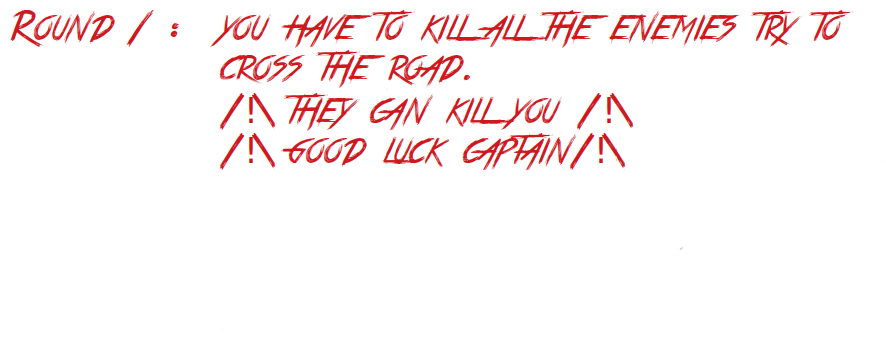 Round 1 : you have to kill all the enemies try to
cross the road.
/!\ they can kill you /!\
/!\ good luck captain/!\